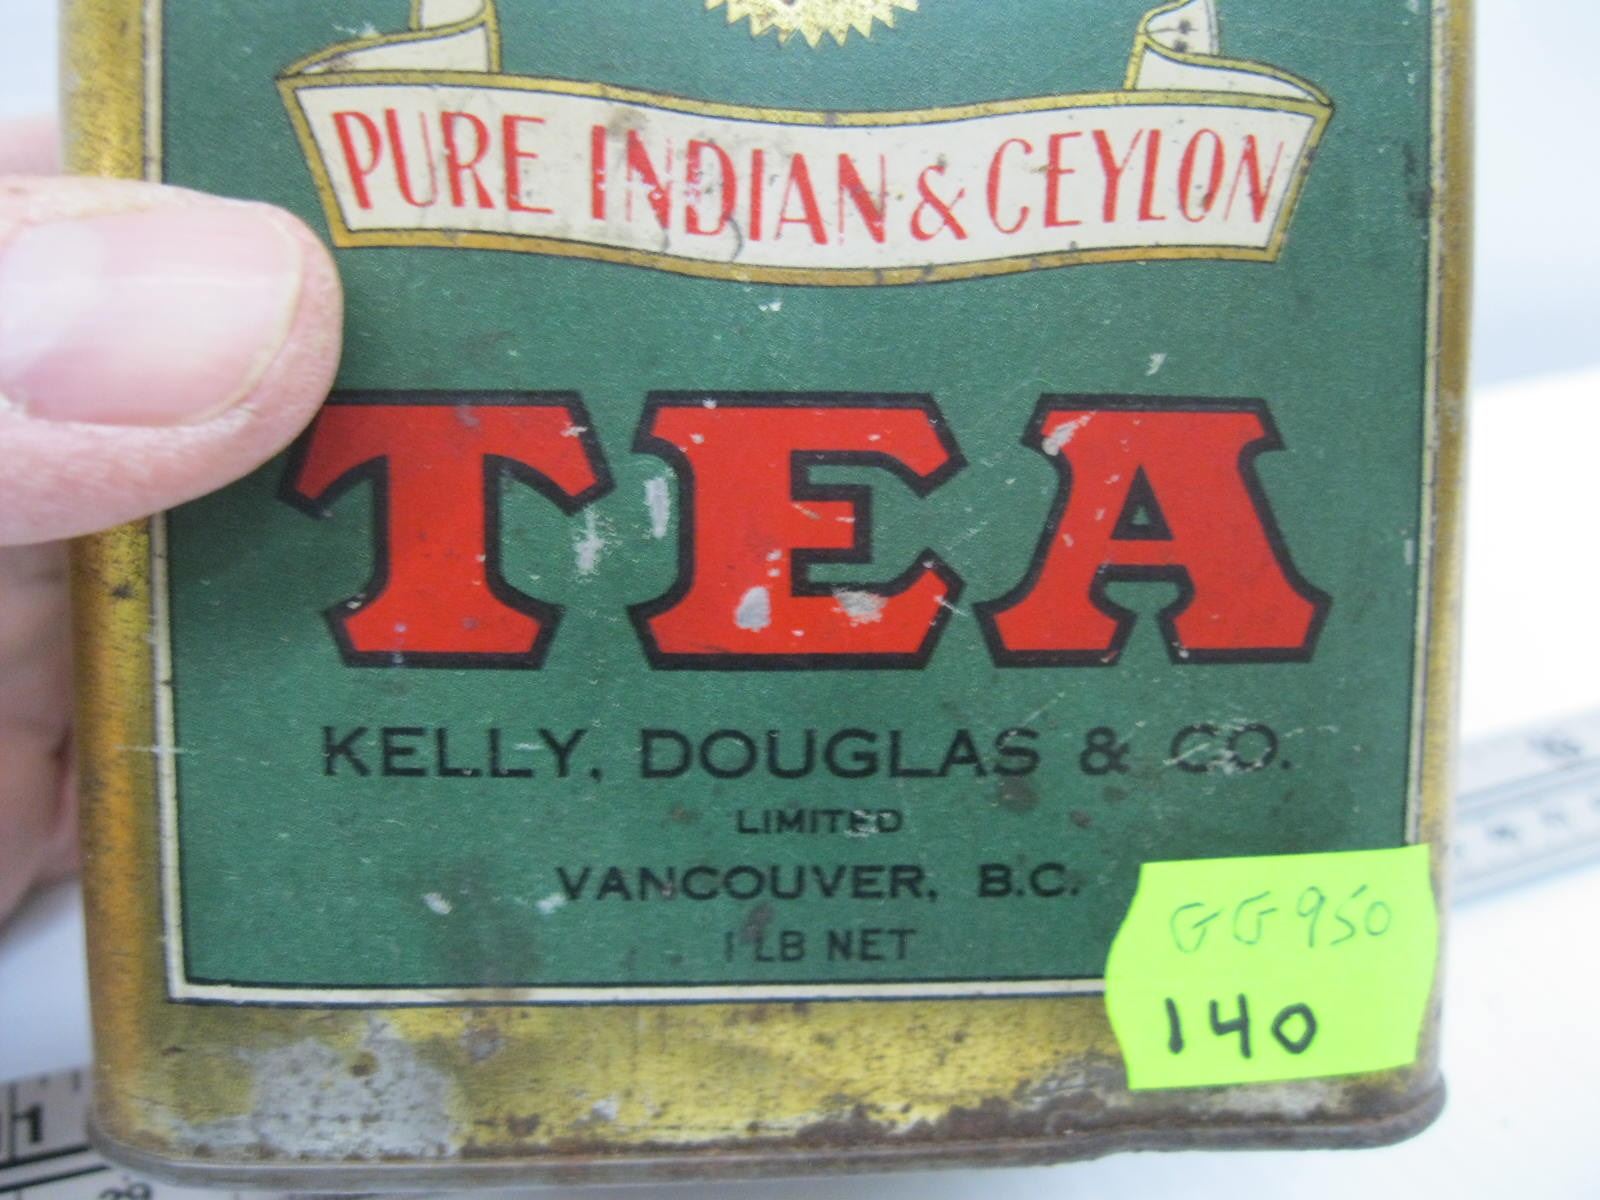 PURE INDIAN & CEYLON
TEA
KELLY, DOUGLAS & CO.
LIMITED
VANCOUVER, B.C.
1 LB NET
GG950
140